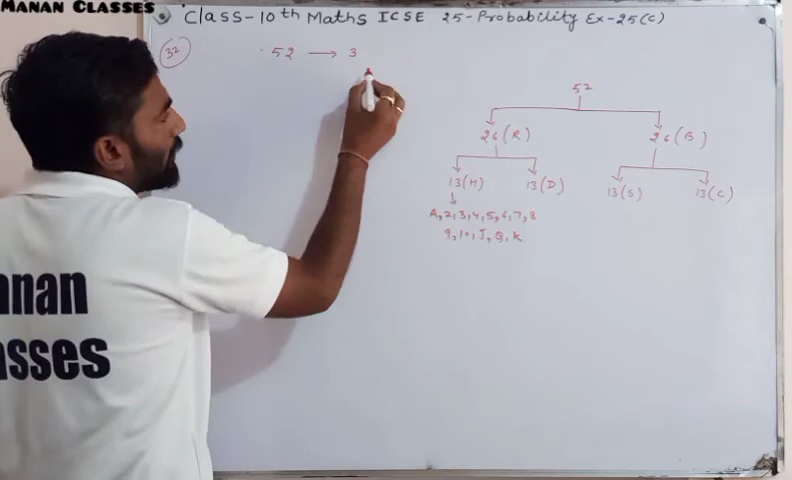 MANAN CLASSES
Class-10th Maths ICSE 25-Probability Ex-25(C)
32
52 → 3
52
26(R) 26(B)
13(H) 13(D) 13(S) 13(C)
A,2,3,4,5,6,7,8
9,10,J,Q,K
anan
asses